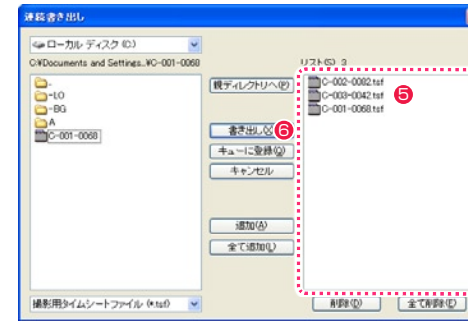 連続書き出し
ローカル ディスク (C:)
C:¥Documents and Settings..¥C-001-0068
リスト(S) 3
.
-LO
-BG
A
C-001-0068
親ディレクトリへ(P)
書き出し(X)
キューに登録(Q)
キャンセル
追加(A)
全て追加(L)
C-002-0082.tsf
C-003-0042.tsf
C-001-0068.tsf
5
6
撮影用タイムシートファイル (*.tsf)
削除(D)
全て削除(E)